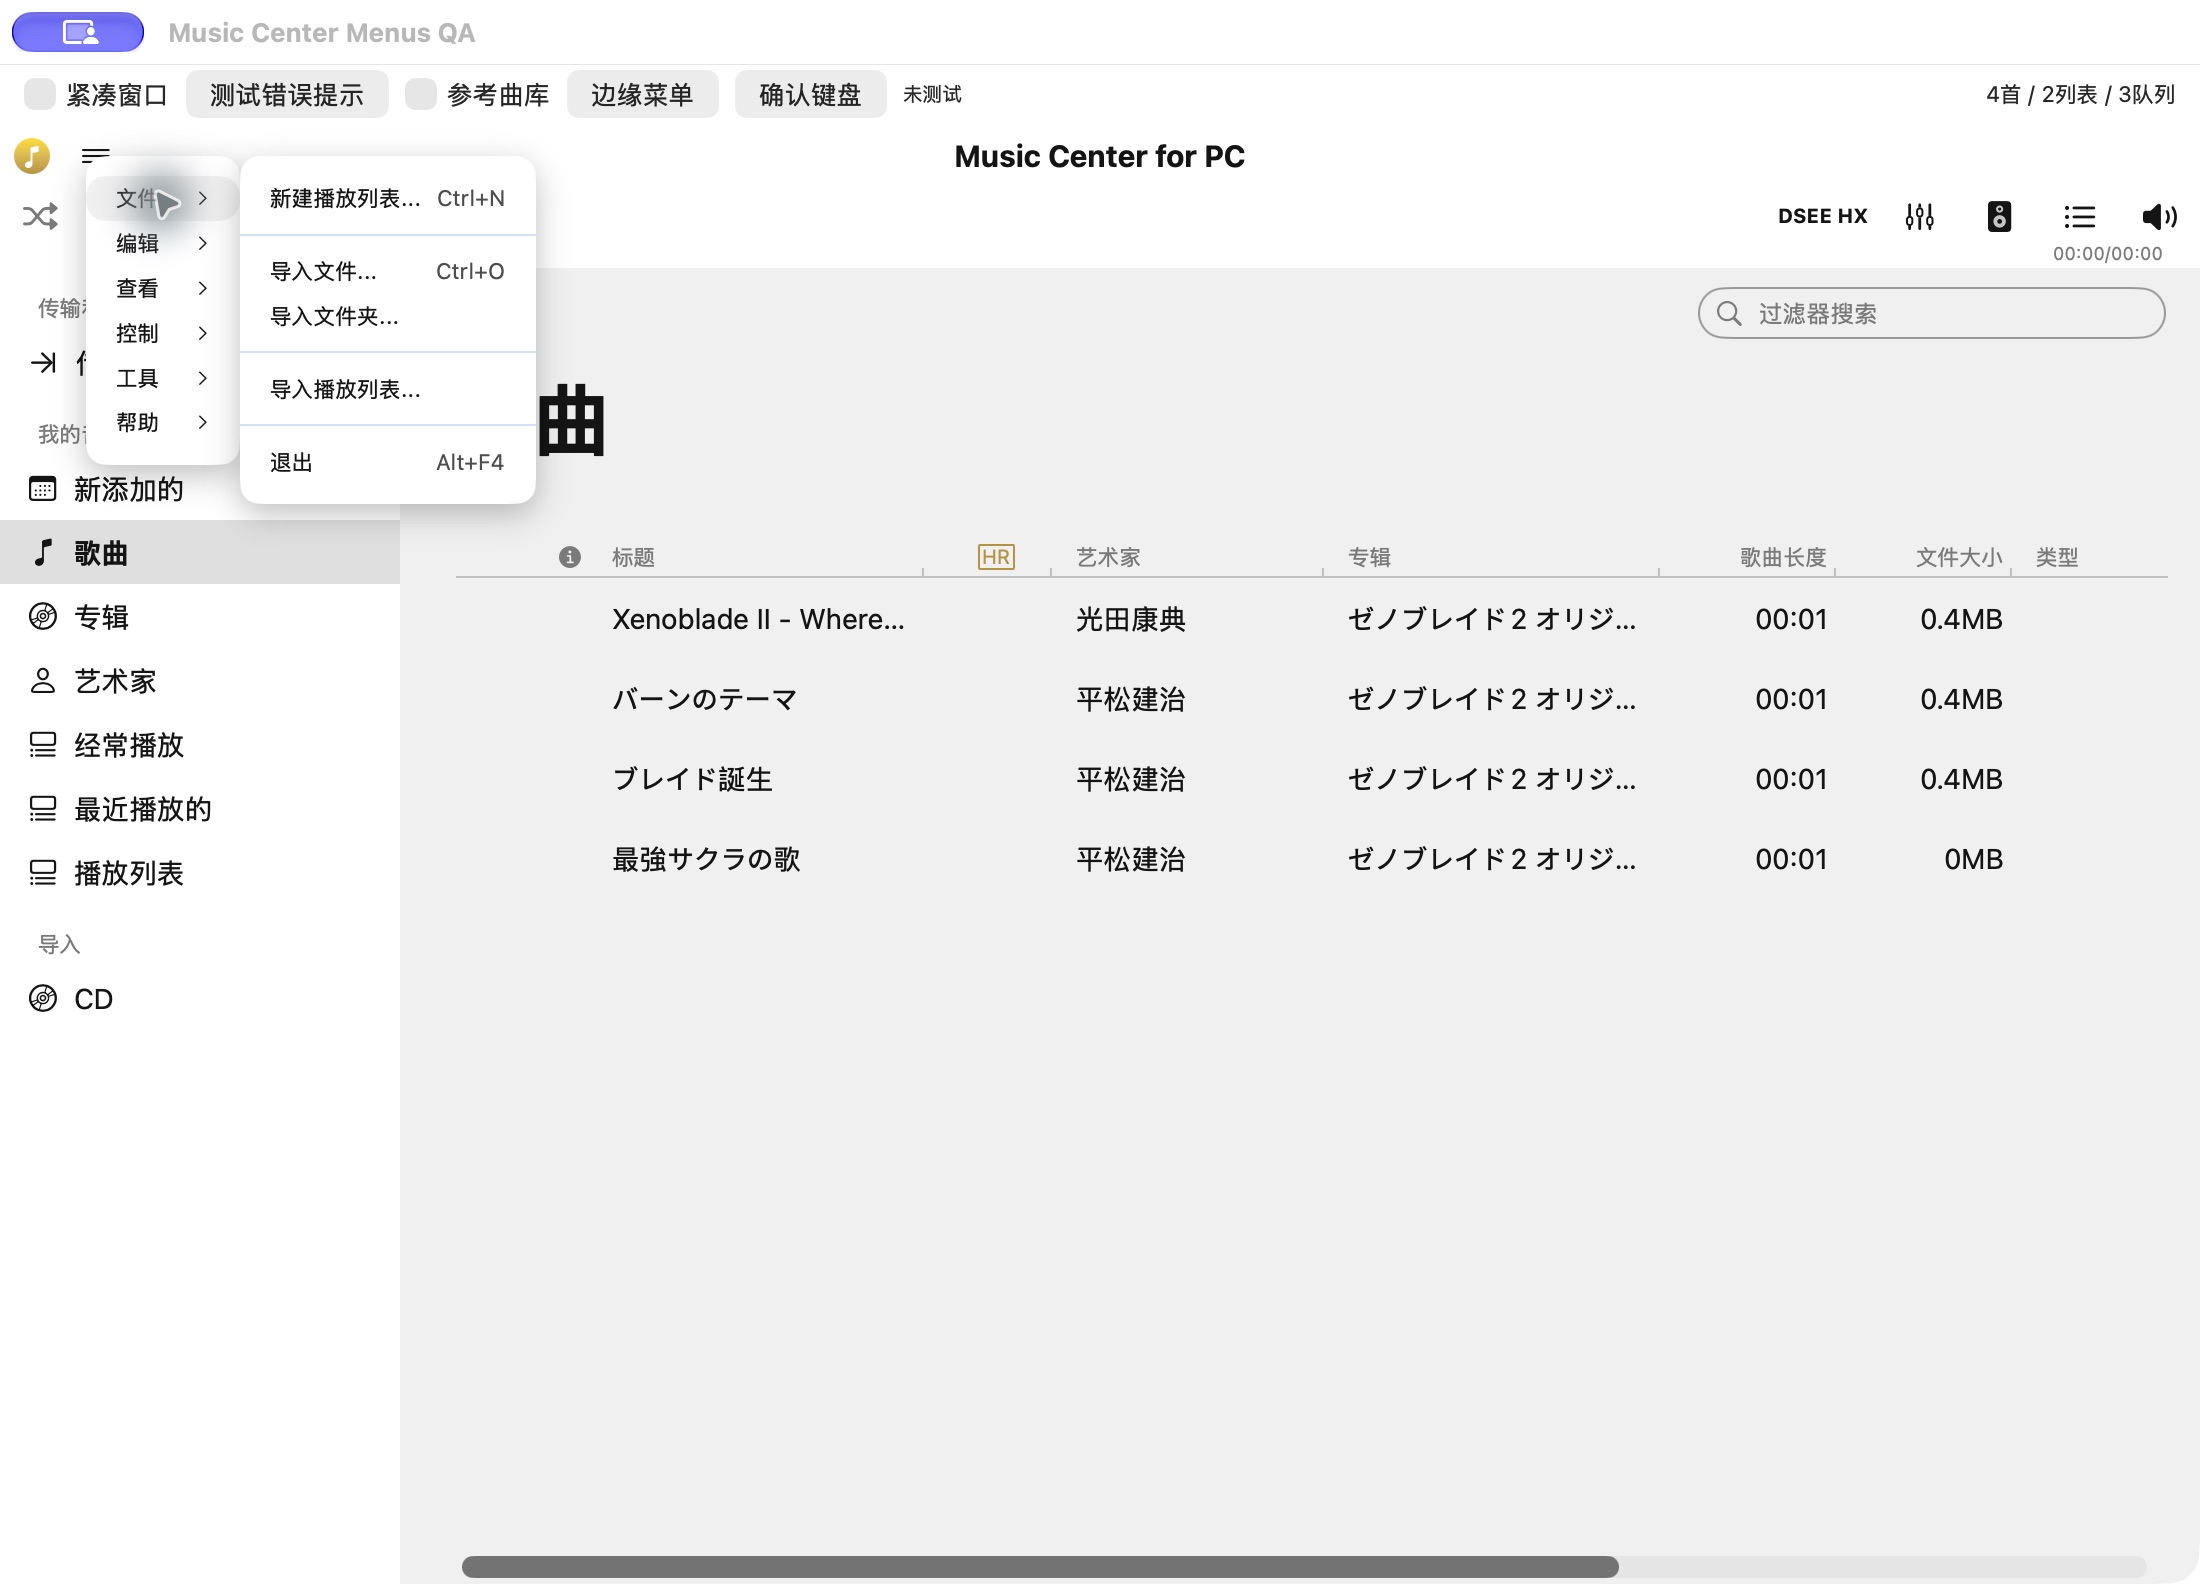 Music Center Menus QA
紧凑窗口 测试错误提示 参考曲库 边缘菜单 确认键盘 未测试 4首 / 2列表 / 3队列
Music Center for PC
文件
编辑
查看
控制
工具
帮助
新建播放列表... Ctrl+N
导入文件... Ctrl+O
导入文件夹...
导入播放列表...
退出 Alt+F4
DSEE HX
00:00/00:00
过滤器搜索
传输
我的
新添加的
歌曲
专辑
艺术家
经常播放
最近播放的
播放列表
导入
CD
曲
标题 HR 艺术家 专辑 歌曲长度 文件大小 类型
Xenoblade II - Where... 光田康典 ゼノブレイド2 オリジ... 00:01 0.4MB
バーンのテーマ 平松建治 ゼノブレイド2 オリジ... 00:01 0.4MB
ブレイド誕生 平松建治 ゼノブレイド2 オリジ... 00:01 0.4MB
最強サクラの歌 平松建治 ゼノブレイド2 オリジ... 00:01 0MB